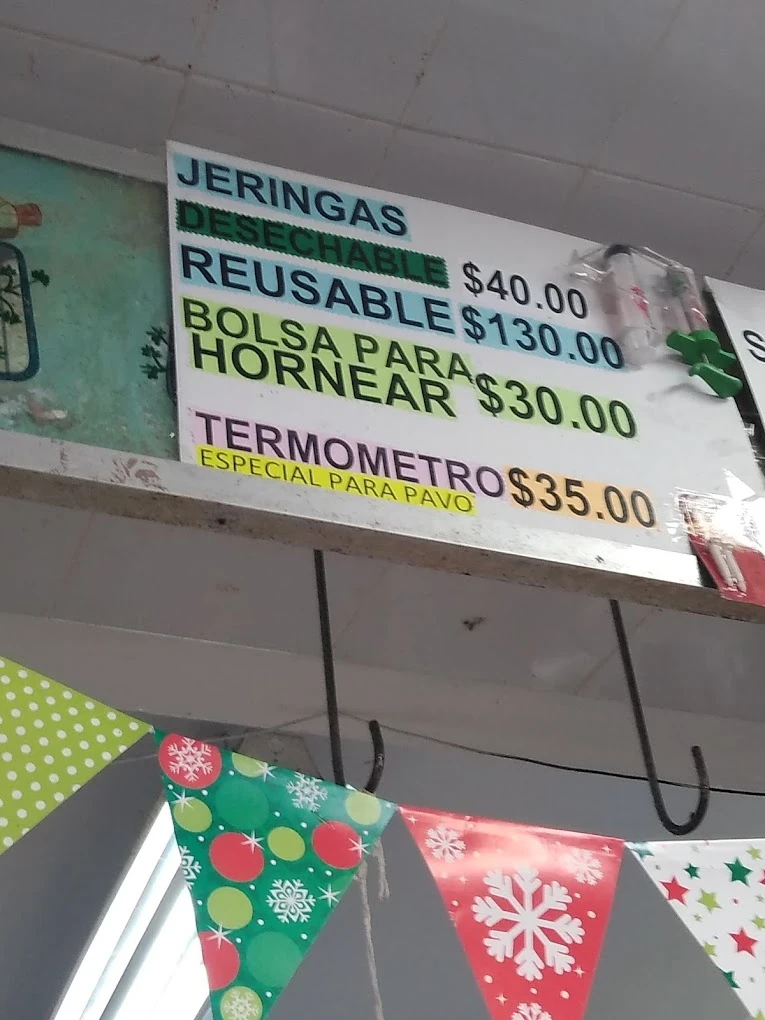 JERINGAS
DESECHABLE $40.00
REUSABLE $130.00
BOLSA PARA
HORNEAR $30.00
TERMOMETRO $35.00
ESPECIAL PARA PAVO
S